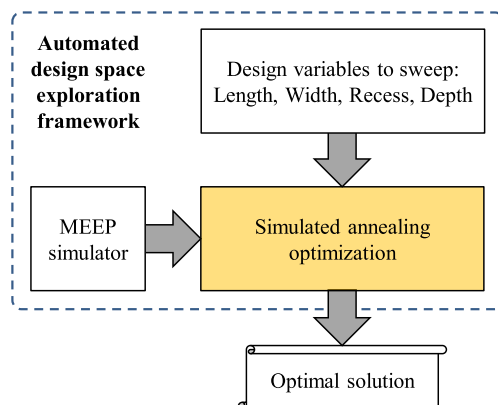 Automated
design space
exploration
framework
Design variables to sweep:
Length, Width, Recess, Depth
MEEP
simulator
Simulated annealing
optimization
Optimal solution